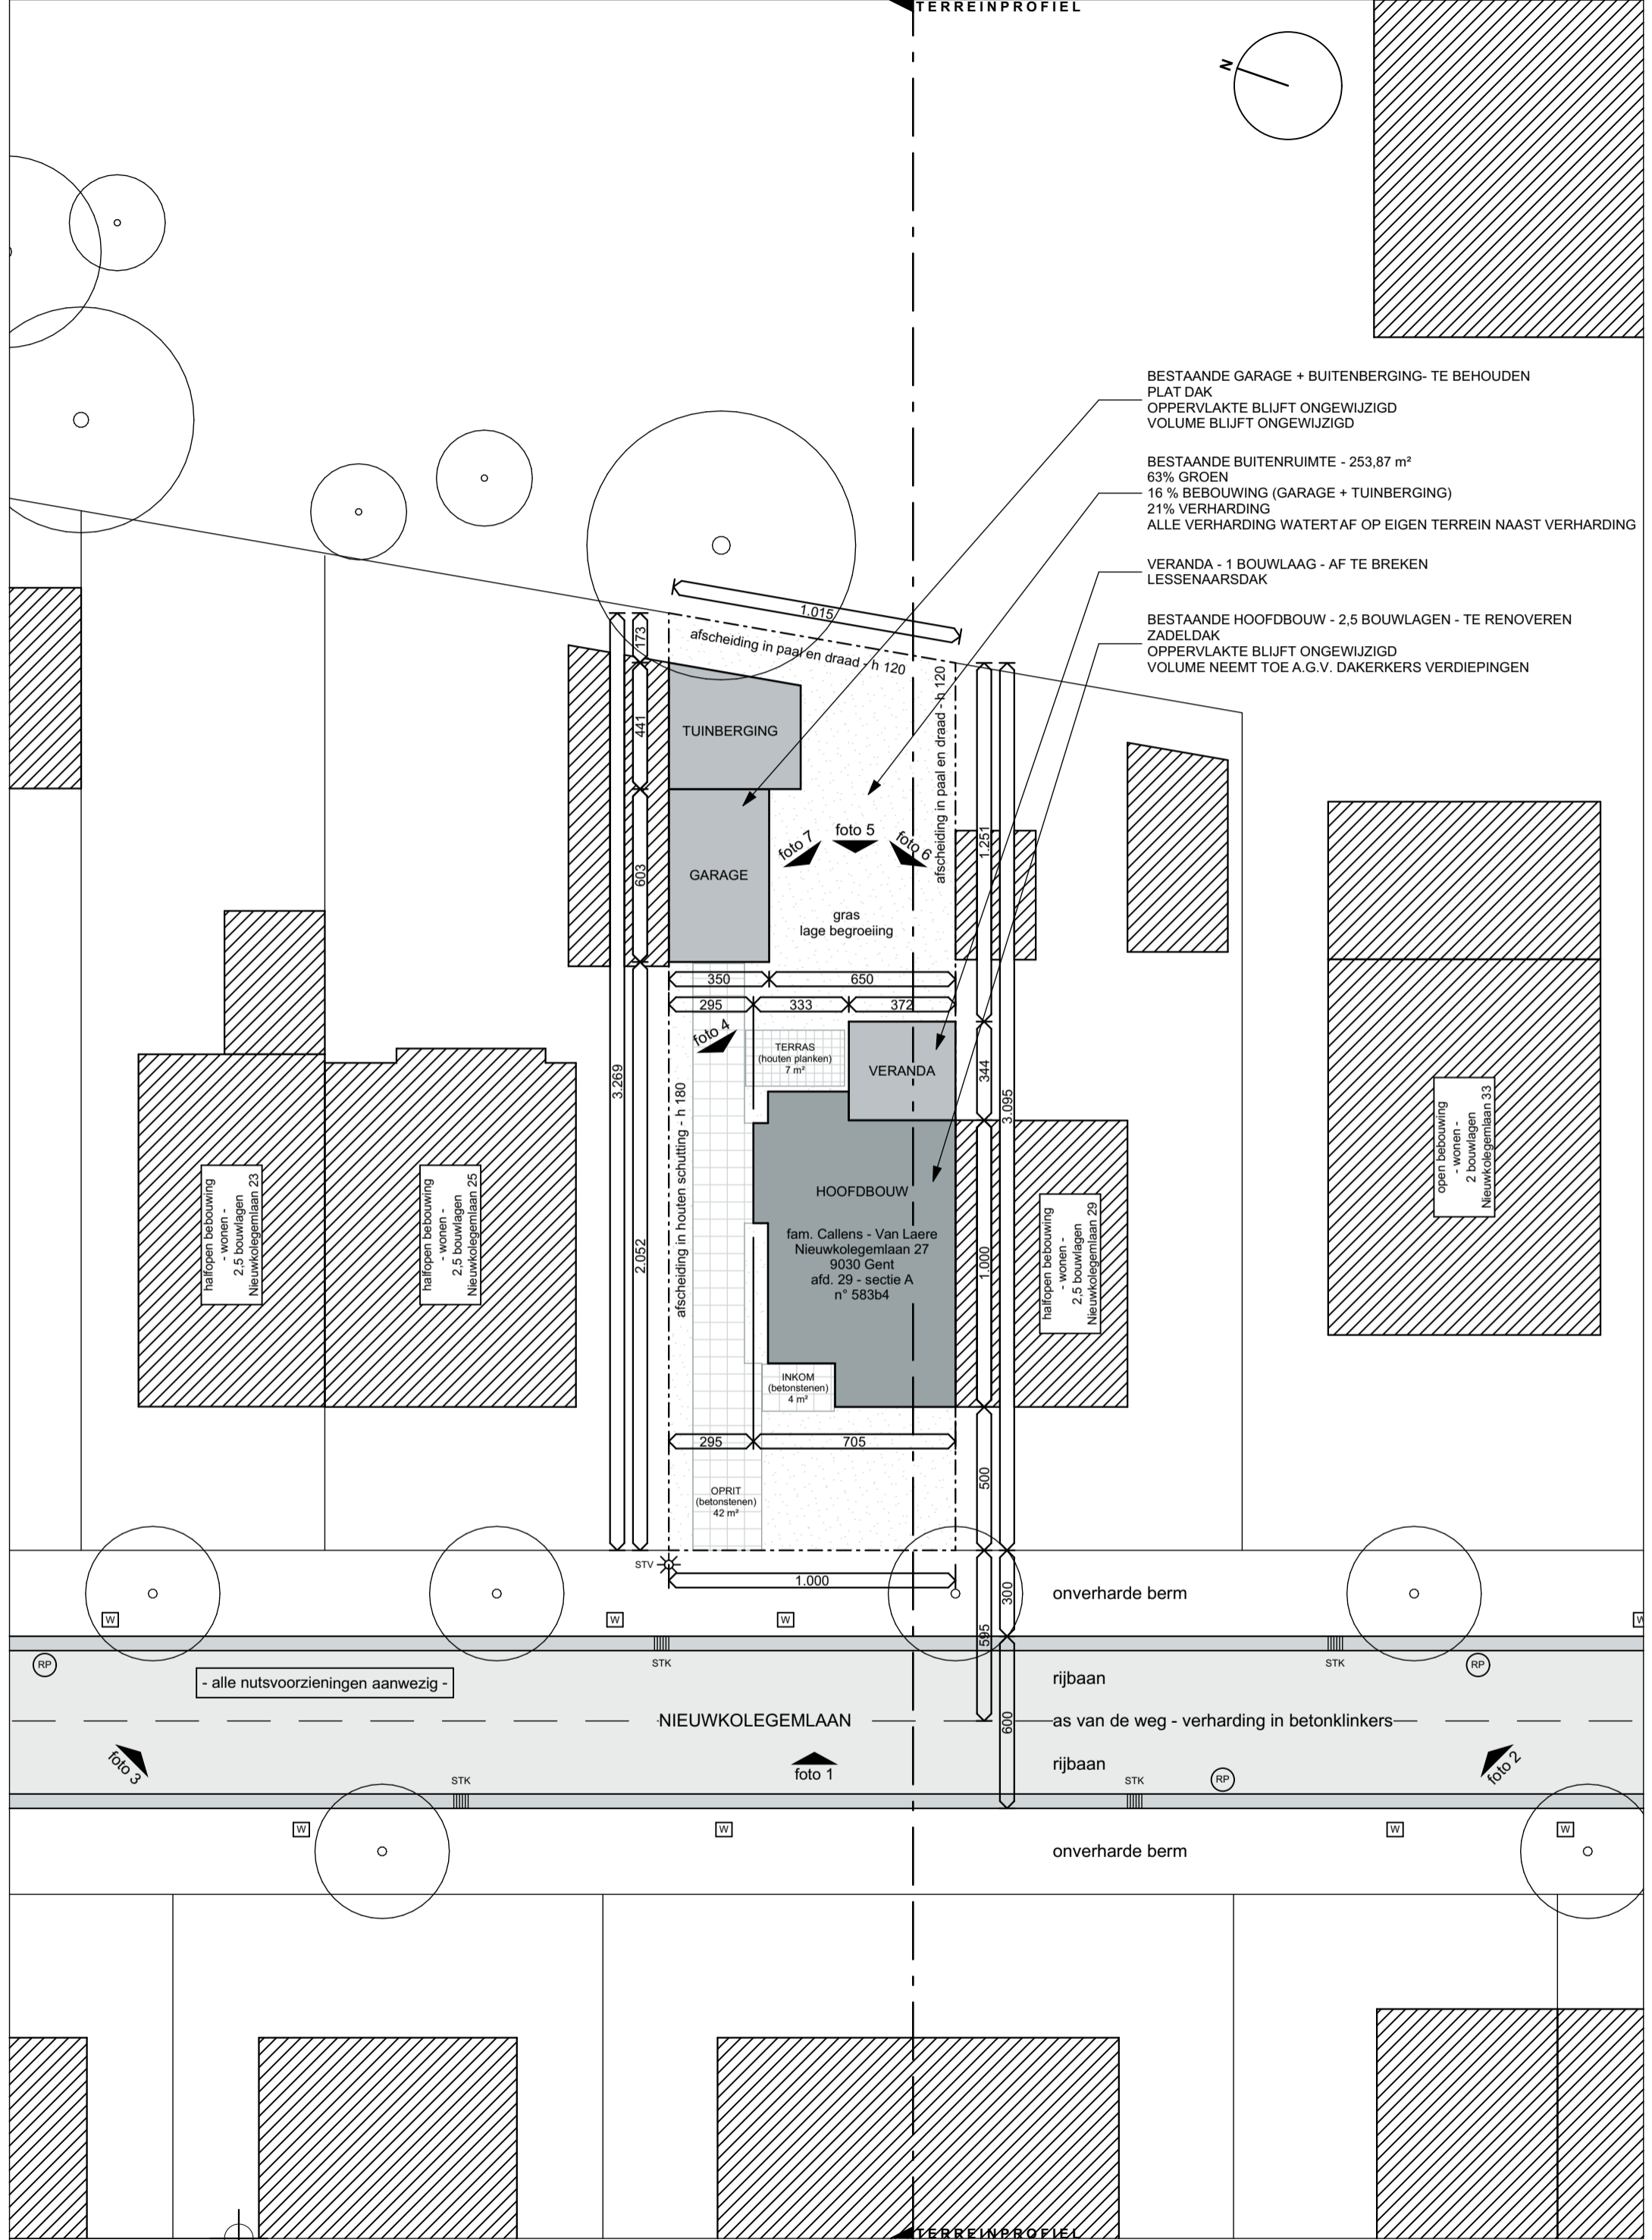 TERREINPROFIEL
N
BESTAANDE GARAGE + BUITENBERGING- TE BEHOUDEN
PLAT DAK
OPPERVLAKTE BLIJFT ONGEWIJZIGD
VOLUME BLIJFT ONGEWIJZIGD
BESTAANDE BUITENRUIMTE - 253,87 m²
63% GROEN
16 % BEBOUWING (GARAGE + TUINBERGING)
21% VERHARDING
ALLE VERHARDING WATERT AF OP EIGEN TERREIN NAAST VERHARDING
VERANDA - 1 BOUWLAAG - AF TE BREKEN
LESSENAARSDAK
BESTAANDE HOOFDBOUW - 2,5 BOUWLAGEN - TE RENOVEREN
ZADELDAK
OPPERVLAKTE BLIJFT ONGEWIJZIGD
VOLUME NEEMT TOE A.G.V. DAKERKERS VERDIEPINGEN
1.015
173
afscheiding in paal en draad - h 120
afscheiding in paal en draad - h 120
441
TUINBERGING
603
GARAGE
foto 7
foto 5
foto 6
1.251
gras
lage begroeiing
350
650
295
333
372
foto 4
TERRAS
(houten planken)
7 m²
VERANDA
344
3.269
3.095
afscheiding in houten schutting - h 180
2.052
HOOFDBOUW
fam. Callens - Van Laere
Nieuwkolegemlaan 27
9030 Gent
afd. 29 - sectie A
n° 583b4
1.000
halfopen bebouwing
- wonen -
2,5 bouwlagen
Nieuwkolegemlaan 23
halfopen bebouwing
- wonen -
2,5 bouwlagen
Nieuwkolegemlaan 25
halfopen bebouwing
- wonen -
2,5 bouwlagen
Nieuwkolegemlaan 29
open bebouwing
- wonen -
2 bouwlagen
Nieuwkolegemlaan 33
INKOM
(betonstenen)
4 m²
295
705
500
OPRIT
(betonstenen)
42 m²
STV
1.000
300
onverharde berm
W
W
W
W
595
RP
STK
STK
RP
- alle nutsvoorzieningen aanwezig -
rijbaan
NIEUWKOLEGEMLAAN
600
as van de weg - verharding in betonklinkers
rijbaan
foto 3
foto 1
foto 2
STK
STK
RP
W
W
W
W
onverharde berm
TERREINPROFIEL